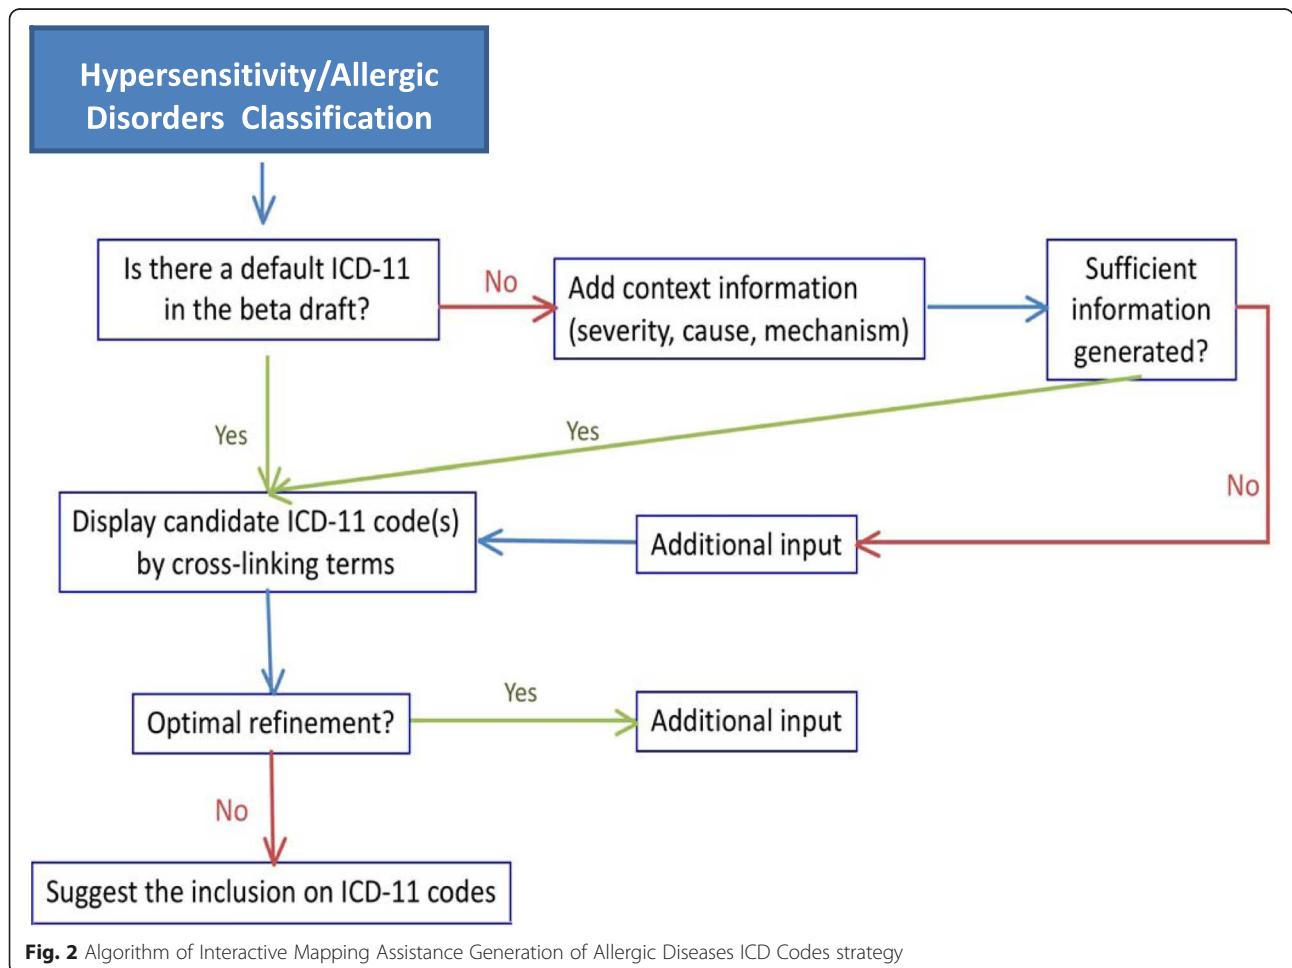 Hypersensitivity/Allergic
Disorders Classification
Is there a default ICD-11
in the beta draft?
No
Add context information
(severity, cause, mechanism)
Sufficient
information
generated?
Yes
Yes
No
Display candidate ICD-11 code(s)
by cross-linking terms
Additional input
Optimal refinement?
Yes
Additional input
No
Suggest the inclusion on ICD-11 codes
Fig. 2 Algorithm of Interactive Mapping Assistance Generation of Allergic Diseases ICD Codes strategy